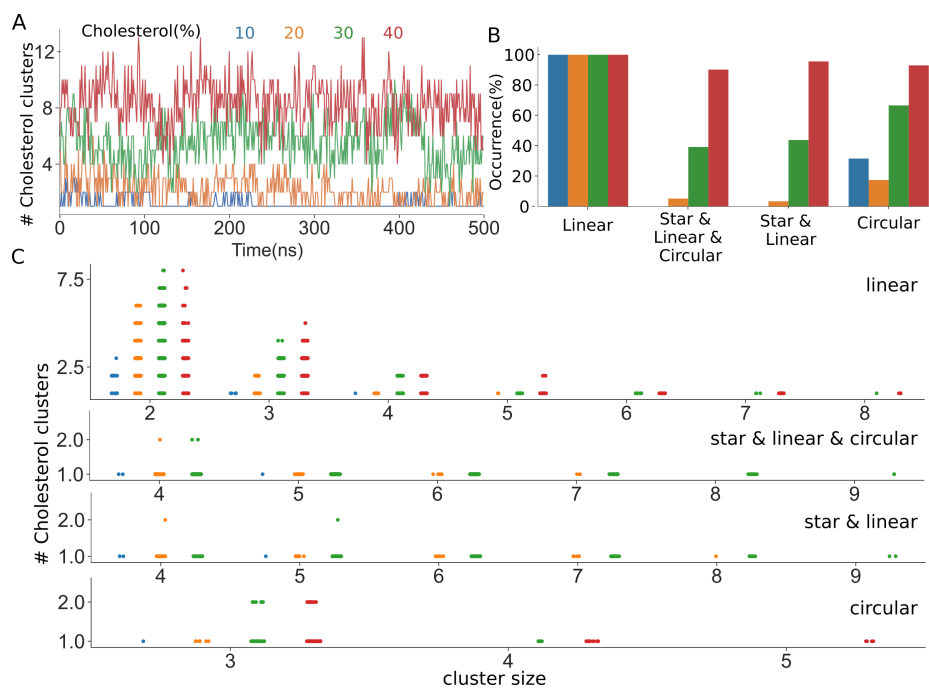 A
Cholesterol(%) 10 20 30 40
# Cholesterol clusters
12
8
4
0 100 200 300 400 500
Time(ns)
B
Occurrence(%)
100
80
60
40
20
0
Linear
Star &
Linear &
Circular
Star &
Linear
Circular
C
# Cholesterol clusters
linear
7.5
2.5
2 3 4 5 6 7 8
star & linear & circular
2.0
1.0
4 5 6 7 8 9
star & linear
2.0
1.0
4 5 6 7 8 9
circular
2.0
1.0
3 4 5
cluster size